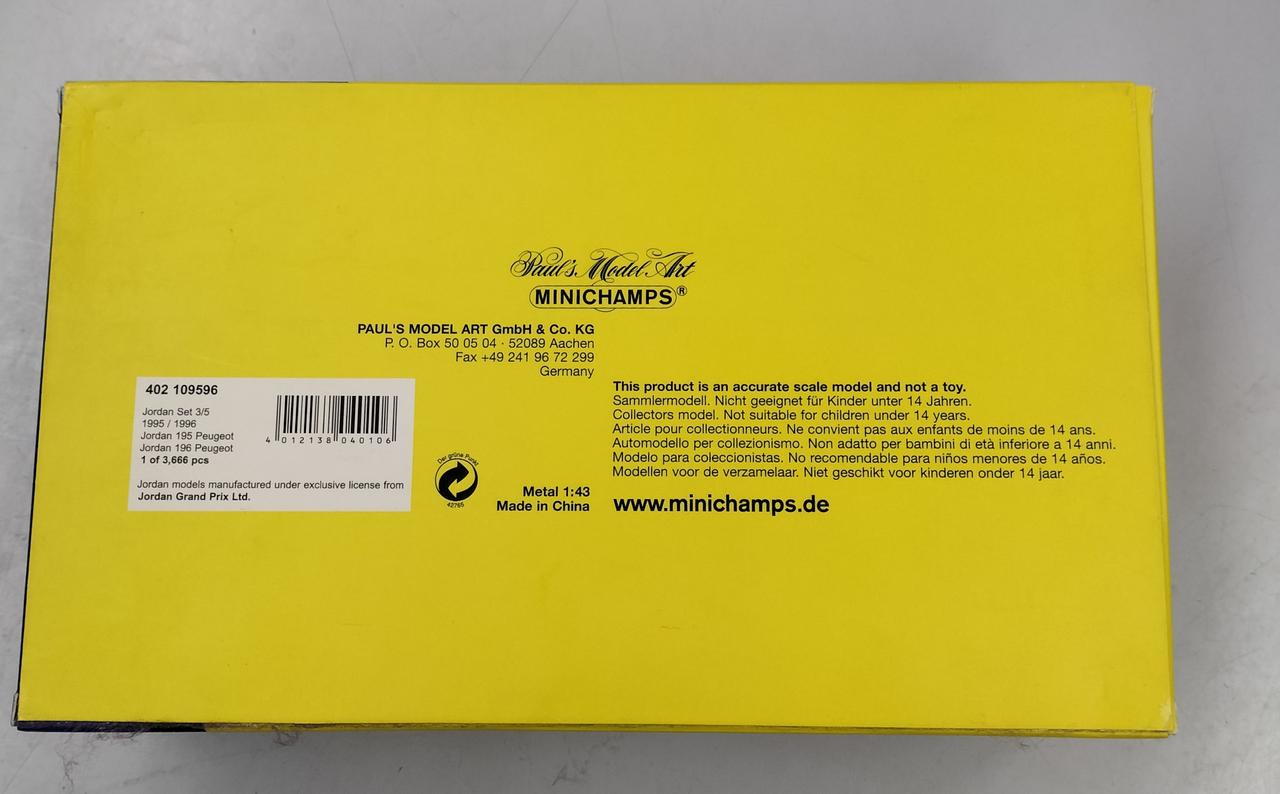 Paul's Model Art
MINICHAMPS®
PAUL'S MODEL ART GmbH & Co. KG
P. O. Box 50 05 04 · 52089 Aachen
Fax +49 241 96 72 299
Germany
402 109596
Jordan Set 3/5
1995 / 1996
Jordan 195 Peugeot
Jordan 196 Peugeot
1 of 3,666 pcs
4 012138 040106
Jordan models manufactured under exclusive license from
Jordan Grand Prix Ltd.
Der grüne Punkt
42765
Metal 1:43
Made in China
This product is an accurate scale model and not a toy.
Sammlermodell. Nicht geeignet für Kinder unter 14 Jahren.
Collectors model. Not suitable for children under 14 years.
Article pour collectionneurs. Ne convient pas aux enfants de moins de 14 ans.
Automodello per collezionismo. Non adatto per bambini di età inferiore a 14 anni.
Modelo para coleccionistas. No recomendable para niños menores de 14 años.
Modellen voor de verzamelaar. Niet geschikt voor kinderen onder 14 jaar.
www.minichamps.de